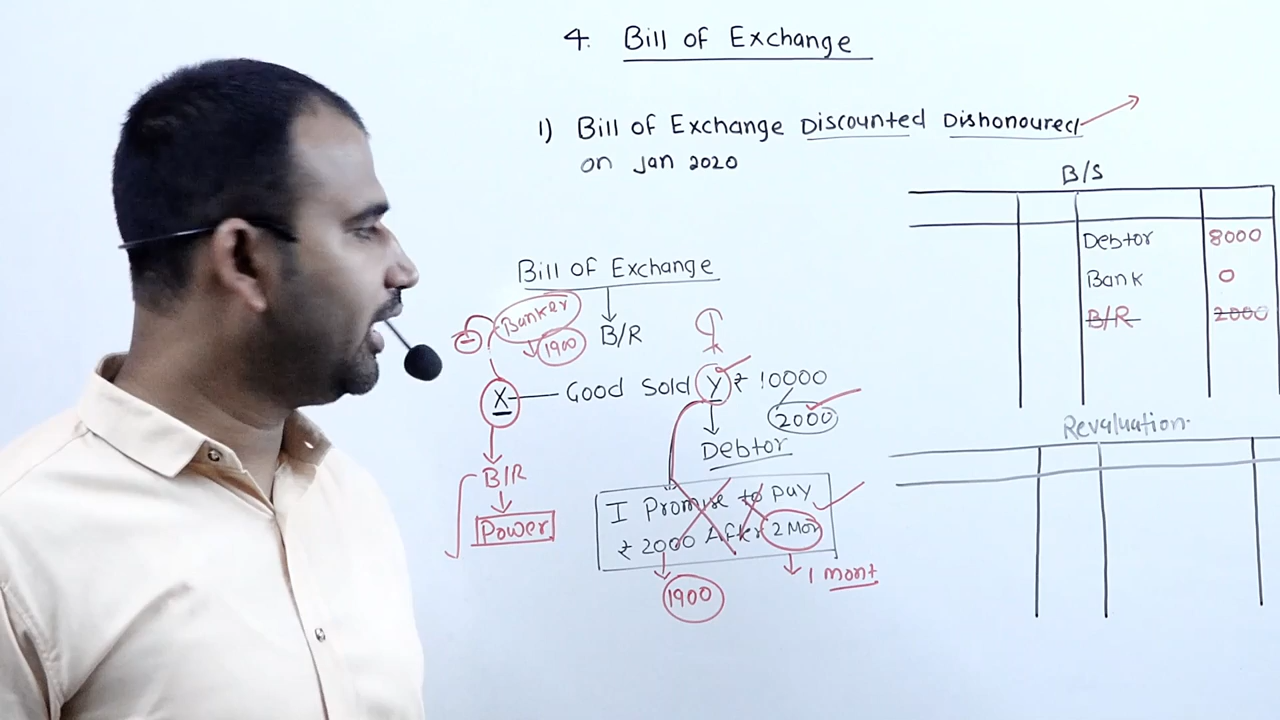 4. Bill of Exchange
1) Bill of Exchange Discounted Dishonoured
on Jan 2020
B/S
Debtor 8000
Bank 0
B/R 2000
Bill of Exchange
Banker
1900
B/R
X Good Sold Y ₹ 10000
2000
Debtor
B/R
Power
I Promise to pay
₹ 2000 After 2 Mon
1900
1 mont
Revaluation